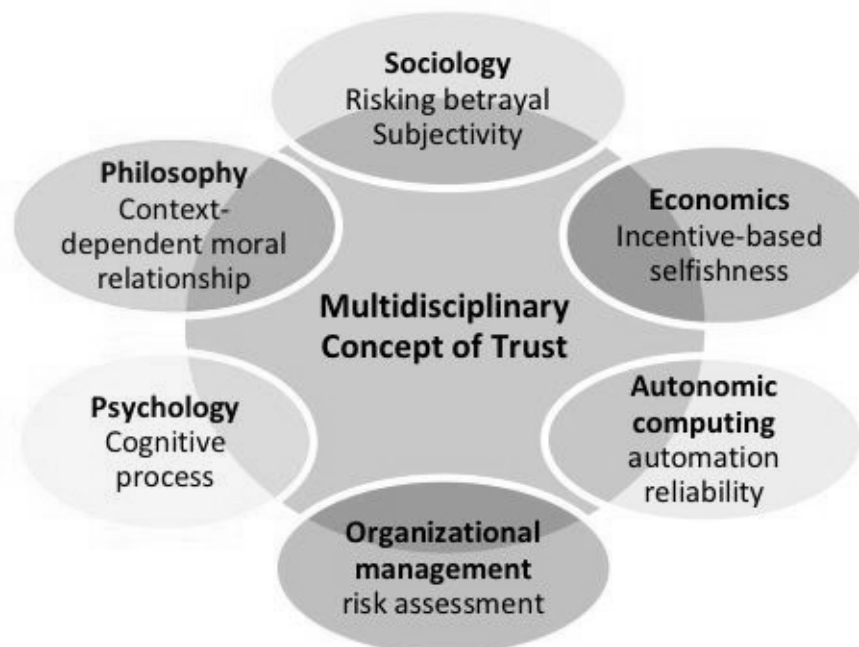 Sociology
Risking betrayal
Subjectivity
Philosophy
Context-
dependent moral
relationship
Economics
Incentive-based
selfishness
Multidisciplinary
Concept of Trust
Psychology
Cognitive
process
Autonomic
computing
automation
reliability
Organizational
management
risk assessment